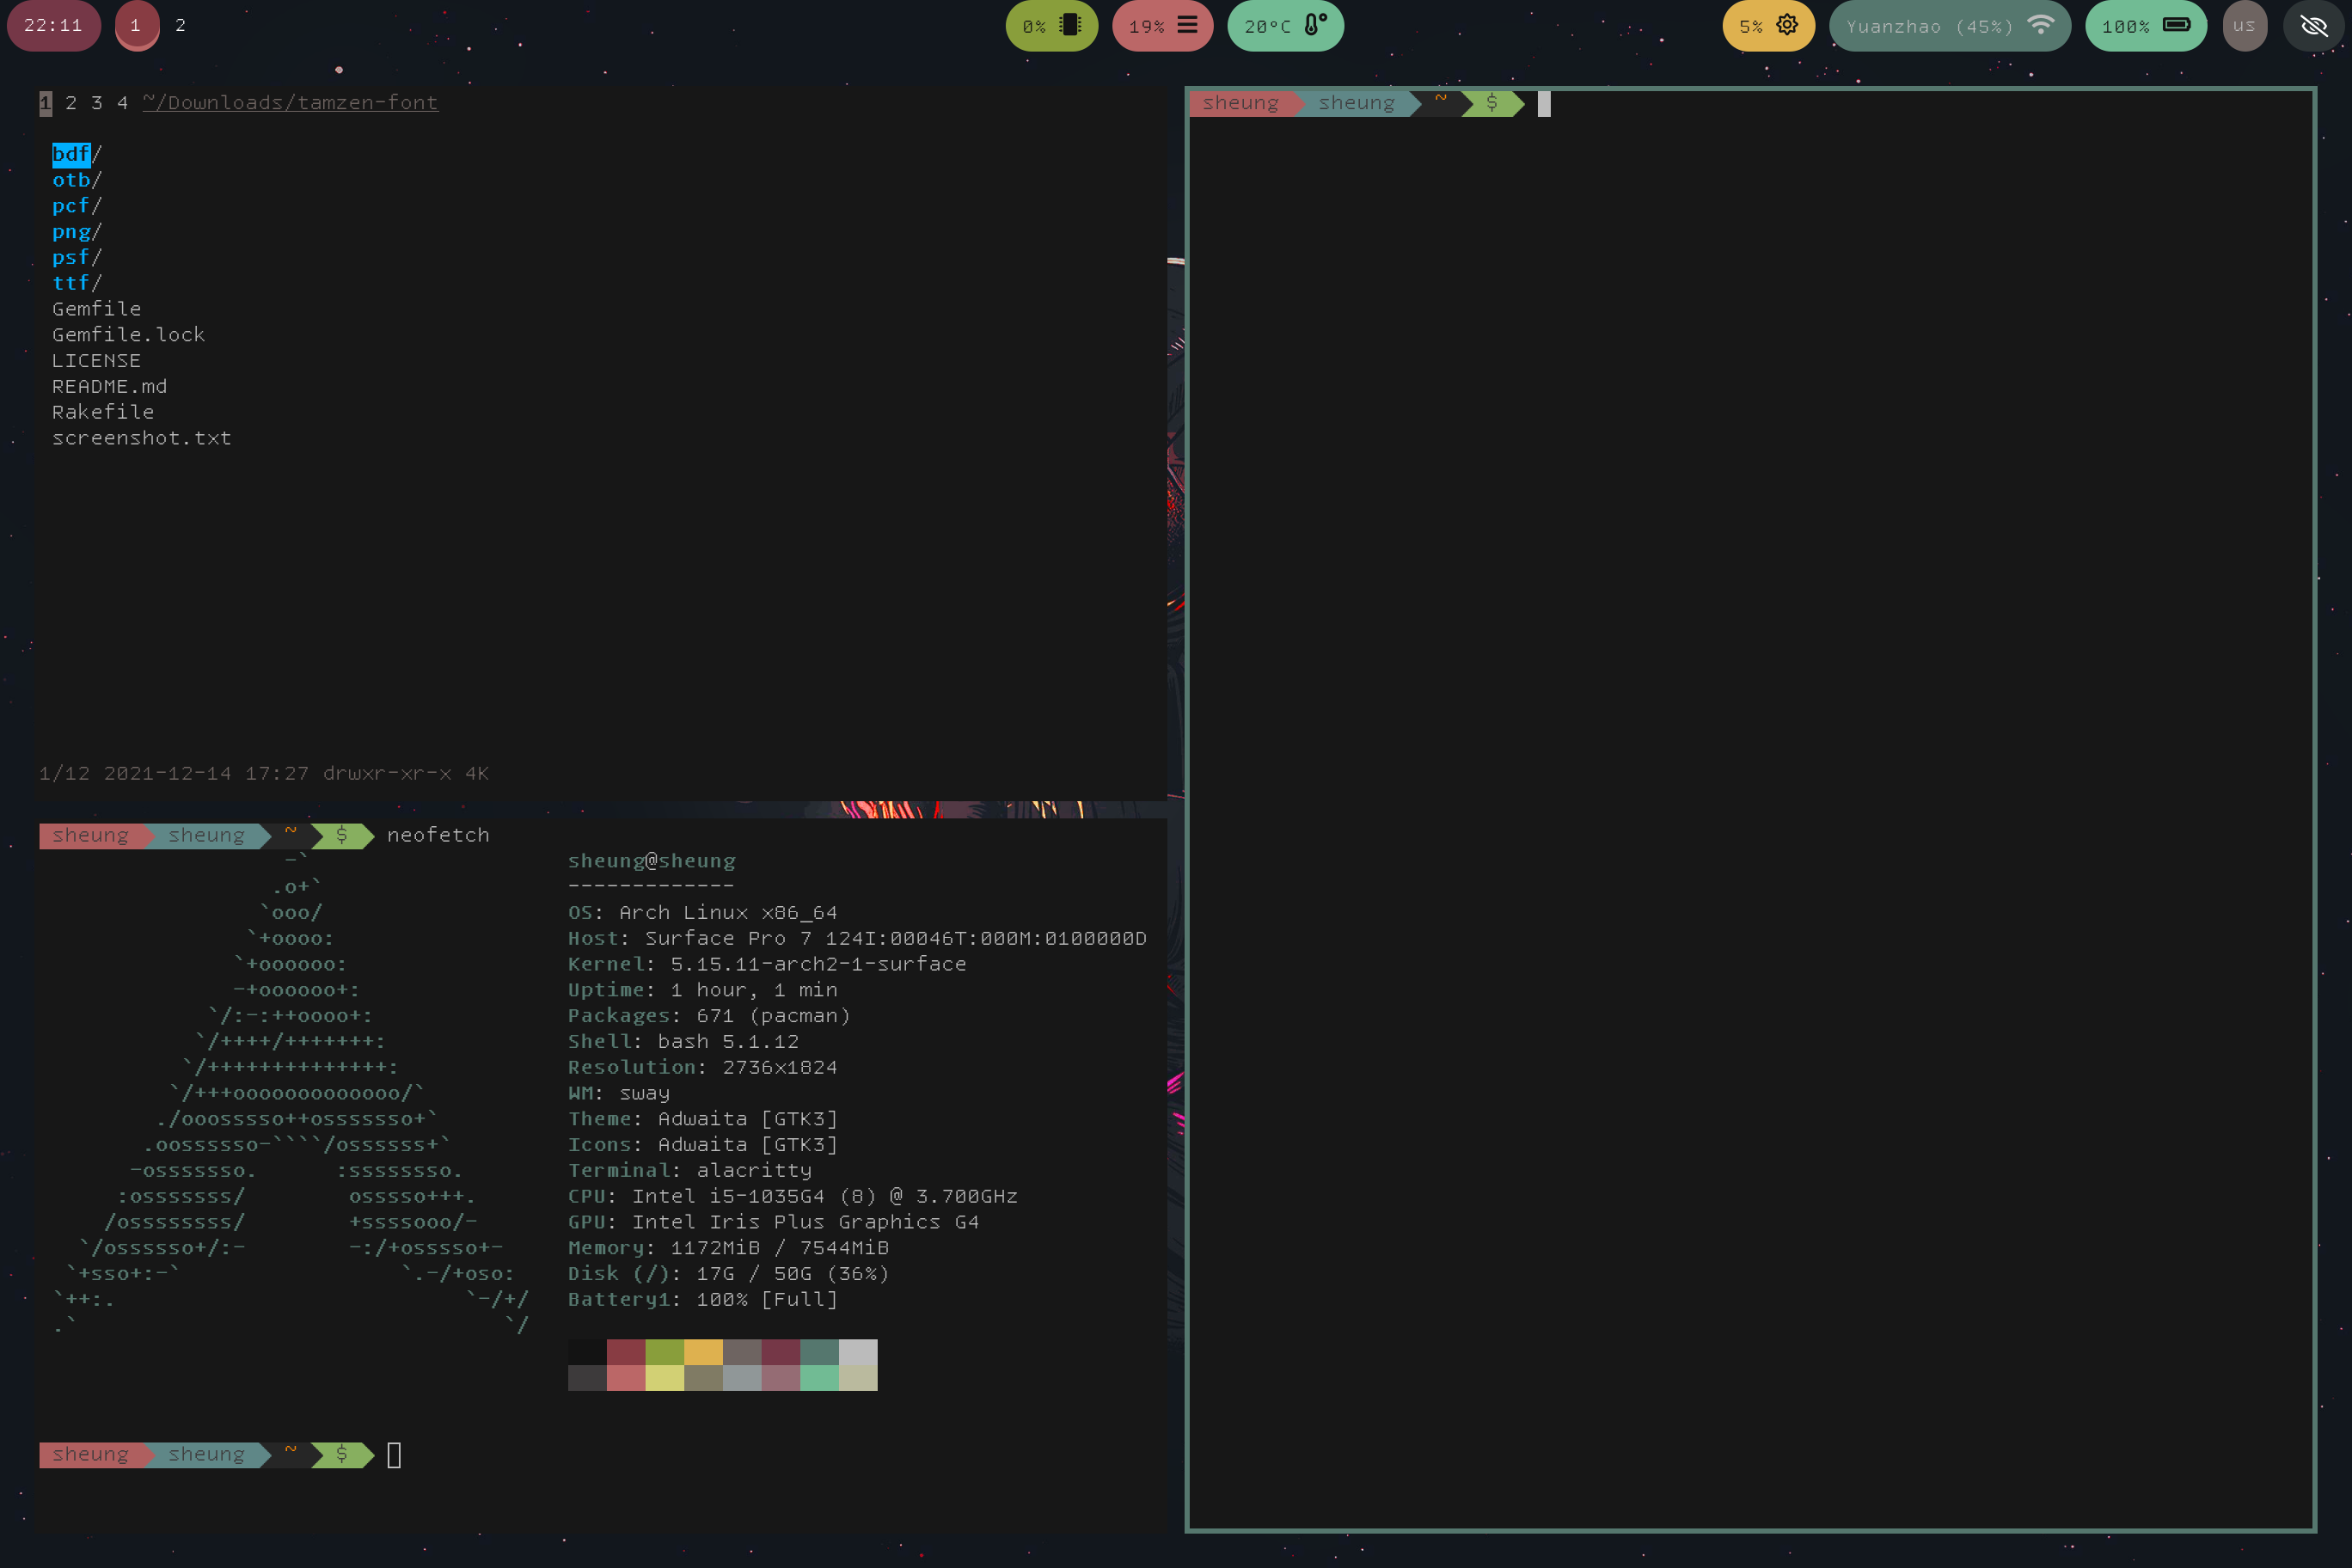 22:11 1 2 0% 19% 20°C 5% Yuanzhao (45%) 100% us
1 2 3 4 ~/Downloads/tamzen-font
bdf/
otb/
pcf/
png/
psf/
ttf/
Gemfile
Gemfile.lock
LICENSE
README.md
Rakefile
screenshot.txt
1/12 2021-12-14 17:27 drwxr-xr-x 4K
sheung sheung ~ $ neofetch
-`
.o+`
`ooo/
`+oooo:
`+oooooo:
-+oooooo+:
`/:-:++oooo+:
`/++++/+++++++:
`/++++++++++++++:
`/+++ooooooooooooo/`
./ooosssso++osssssso+`
.oossssso-````/ossssss+`
-osssssso.      :ssssssso.
:osssssss/        osssso+++.
/ossssssss/        +ssssooo/-
`/ossssso+/:-        -:/+osssso+-
`+sso+:-`                 `.-/+oso:
`++:.                           `-/+/
.`                                 `/
sheung@sheung
-------------
OS: Arch Linux x86_64
Host: Surface Pro 7 124I:00046T:000M:0100000D
Kernel: 5.15.11-arch2-1-surface
Uptime: 1 hour, 1 min
Packages: 671 (pacman)
Shell: bash 5.1.12
Resolution: 2736x1824
WM: sway
Theme: Adwaita [GTK3]
Icons: Adwaita [GTK3]
Terminal: alacritty
CPU: Intel i5-1035G4 (8) @ 3.700GHz
GPU: Intel Iris Plus Graphics G4
Memory: 1172MiB / 7544MiB
Disk (/): 17G / 50G (36%)
Battery1: 100% [Full]
sheung sheung ~ $
sheung sheung ~ $